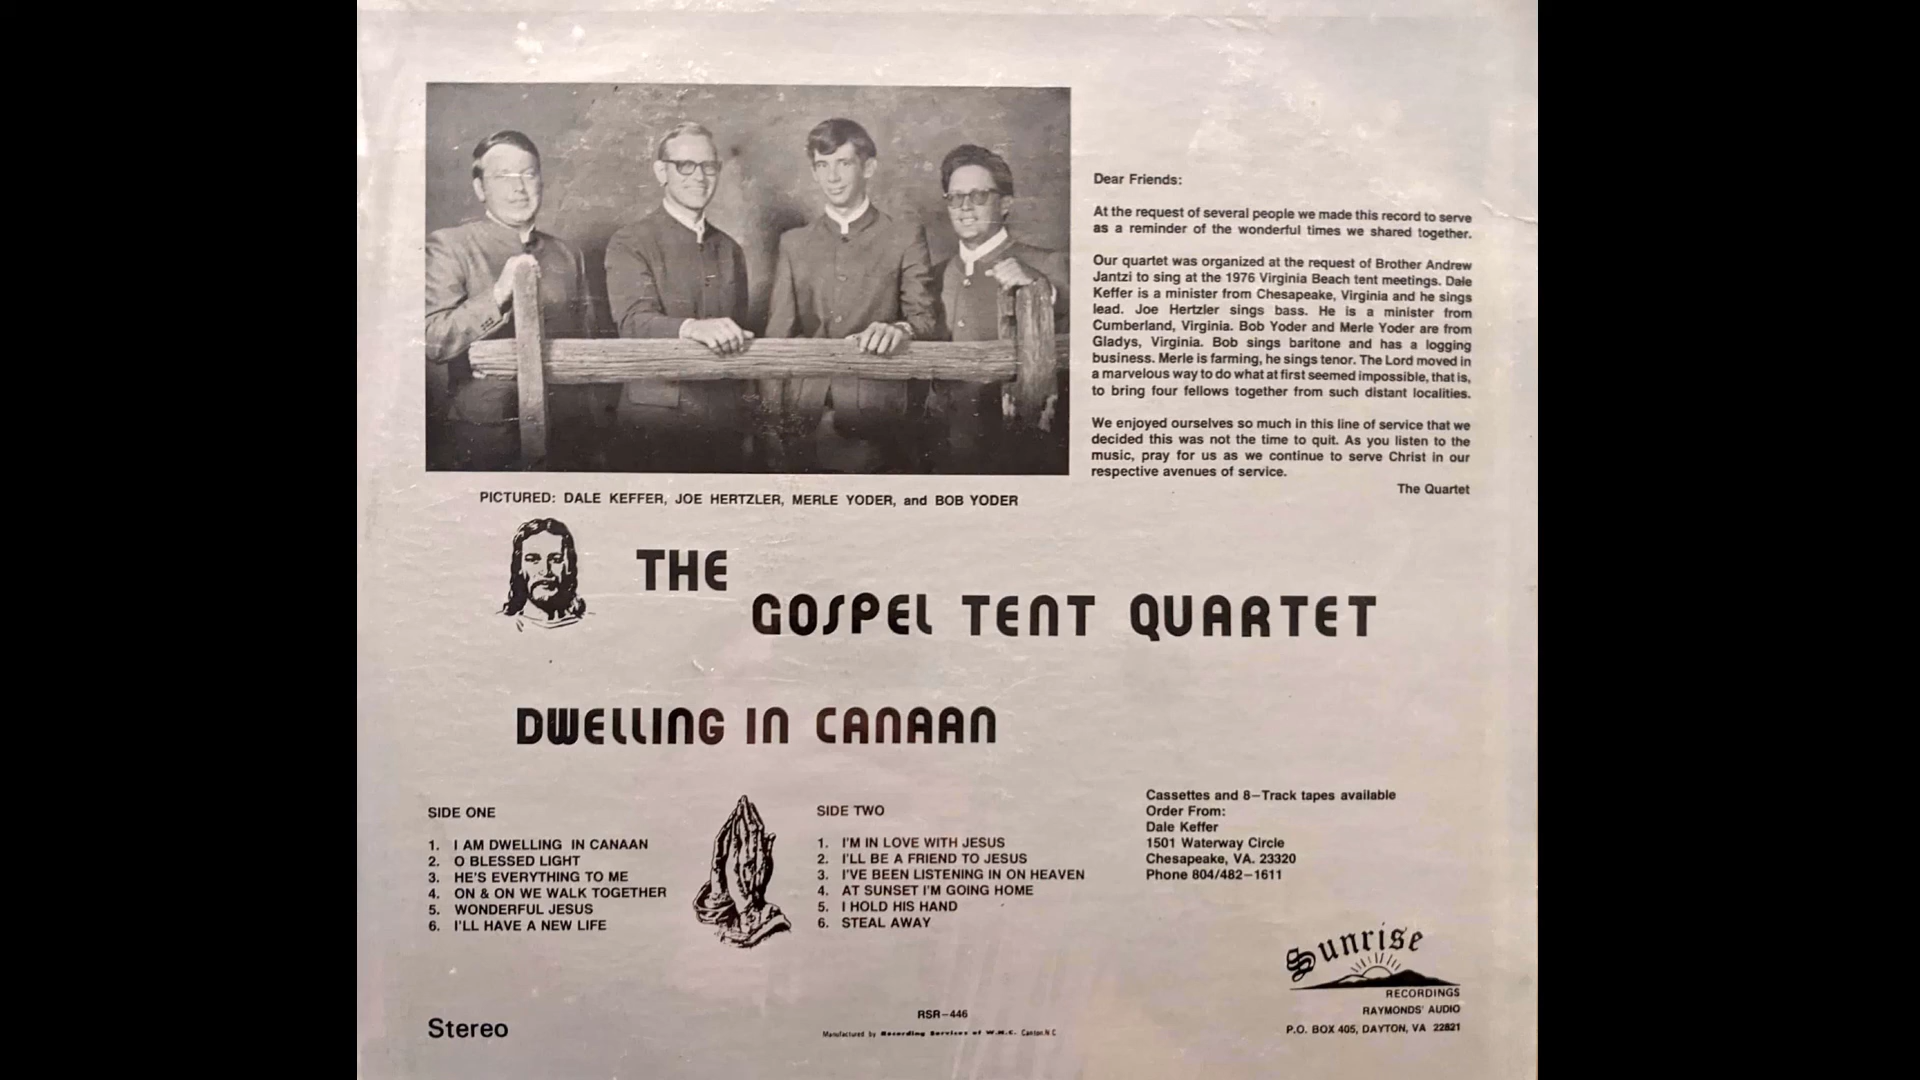 Dear Friends:
At the request of several people we made this record to serve
as a reminder of the wonderful times we shared together.
Our quartet was organized at the request of Brother Andrew
Jantzi to sing at the 1976 Virginia Beach tent meetings. Dale
Keffer is a minister from Chesapeake, Virginia and he sings
lead. Joe Hertzler sings bass. He is a minister from
Cumberland, Virginia. Bob Yoder and Merle Yoder are from
Gladys, Virginia. Bob sings baritone and has a logging
business. Merle is farming, he sings tenor. The Lord moved in
a marvelous way to do what at first seemed impossible, that is,
to bring four fellows together from such distant localities.
We enjoyed ourselves so much in this line of service that we
decided this was not the time to quit. As you listen to the
music, pray for us as we continue to serve Christ in our
respective avenues of service.
The Quartet
PICTURED: DALE KEFFER, JOE HERTZLER, MERLE YODER, and BOB YODER
THE
GOSPEL TENT QUARTET
DWELLING IN CANAAN
SIDE ONE
1. I AM DWELLING IN CANAAN
2. O BLESSED LIGHT
3. HE'S EVERYTHING TO ME
4. ON & ON WE WALK TOGETHER
5. WONDERFUL JESUS
6. I'LL HAVE A NEW LIFE
SIDE TWO
1. I'M IN LOVE WITH JESUS
2. I'LL BE A FRIEND TO JESUS
3. I'VE BEEN LISTENING IN ON HEAVEN
4. AT SUNSET I'M GOING HOME
5. I HOLD HIS HAND
6. STEAL AWAY
Cassettes and 8-Track tapes available
Order From:
Dale Keffer
1501 Waterway Circle
Chesapeake, VA. 23320
Phone 804/482-1611
Sunrise
RECORDINGS
RAYMONDS' AUDIO
P.O. BOX 405, DAYTON, VA 22821
Stereo
RSR-446
Manufactured by Recording Services of W.N.C. Canton N C